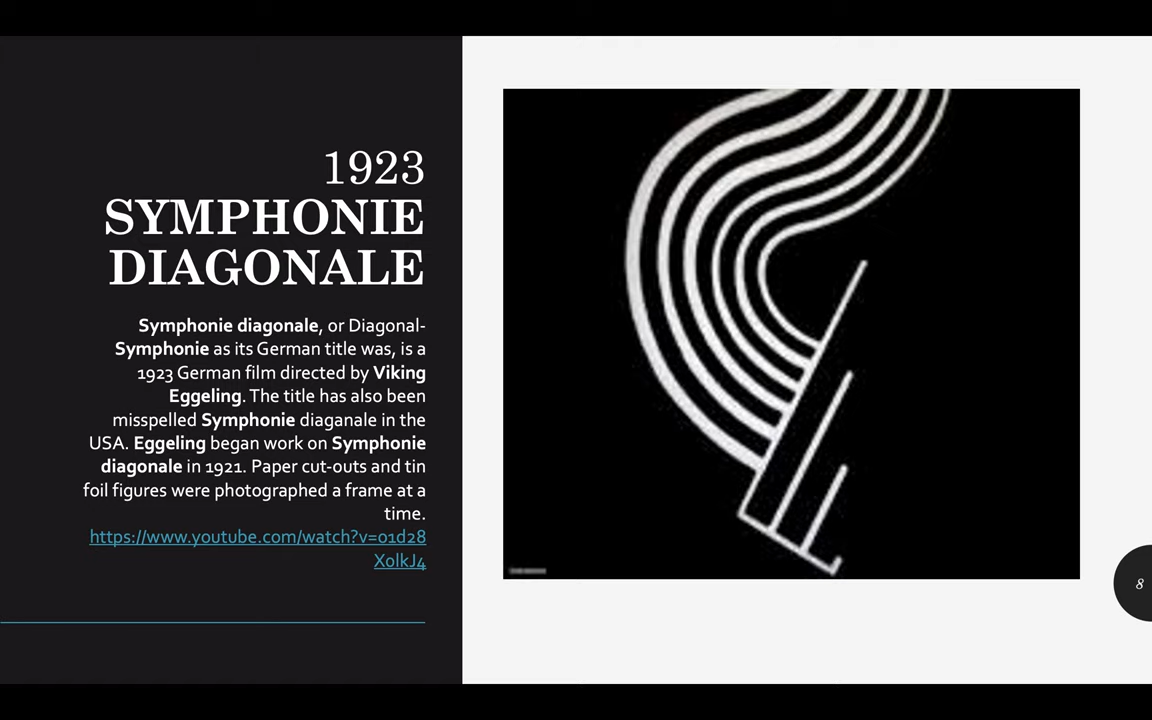 1923
SYMPHONIE
DIAGONALE
Symphonie diagonale, or Diagonal-
Symphonie as its German title was, is a
1923 German film directed by Viking
Eggeling. The title has also been
misspelled Symphonie diaganale in the
USA. Eggeling began work on Symphonie
diagonale in 1921. Paper cut-outs and tin
foil figures were photographed a frame at a
time.
https://www.youtube.com/watch?v=01d28
XolkJ4
8